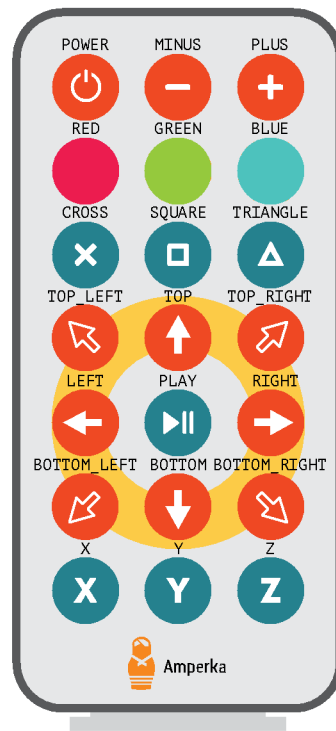 POWER MINUS PLUS
RED GREEN BLUE
CROSS SQUARE TRIANGLE
TOP_LEFT TOP TOP_RIGHT
LEFT PLAY RIGHT
BOTTOM_LEFT BOTTOM BOTTOM_RIGHT
X Y Z
X Y Z
Amperka